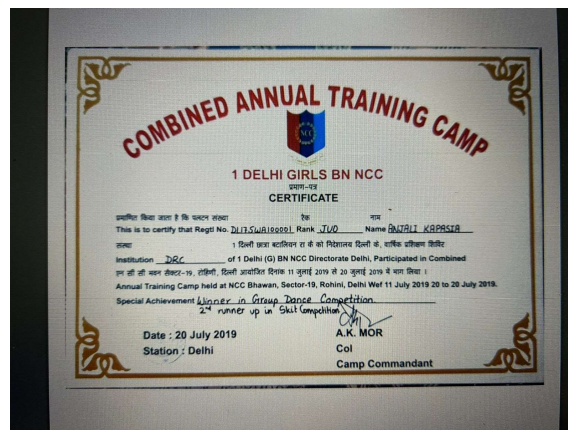 COMBINED ANNUAL TRAINING CAMP
NCC
1 DELHI GIRLS BN NCC
प्रमाण-पत्र
CERTIFICATE
प्रमाणित किया जाता है कि पलटन संख्या रैंक नाम
This is to certify that Regtl No. DL17SWA100001 Rank JUO Name ANJALI KAPASIA
संस्था 1 दिल्ली छात्रा बटालियन रा कै को निदेशालय दिल्ली के, वार्षिक प्रशिक्षण शिविर
Institution DRC of 1 Delhi (G) BN NCC Directorate Delhi, Participated in Combined
एन सी सी भवन सैक्टर-19, रोहिणी, दिल्ली आयोजित दिनांक 11 जुलाई 2019 से 20 जुलाई 2019 में भाग लिया ।
Annual Training Camp held at NCC Bhawan, Sector-19, Rohini, Delhi Wef 11 July 2019 to 20 July 2019.
Special Achievement Winner in Group Dance Competition.
2nd runner up in Skit Competition
Date : 20 July 2019
A.K. MOR
Station : Delhi
Col
Camp Commandant